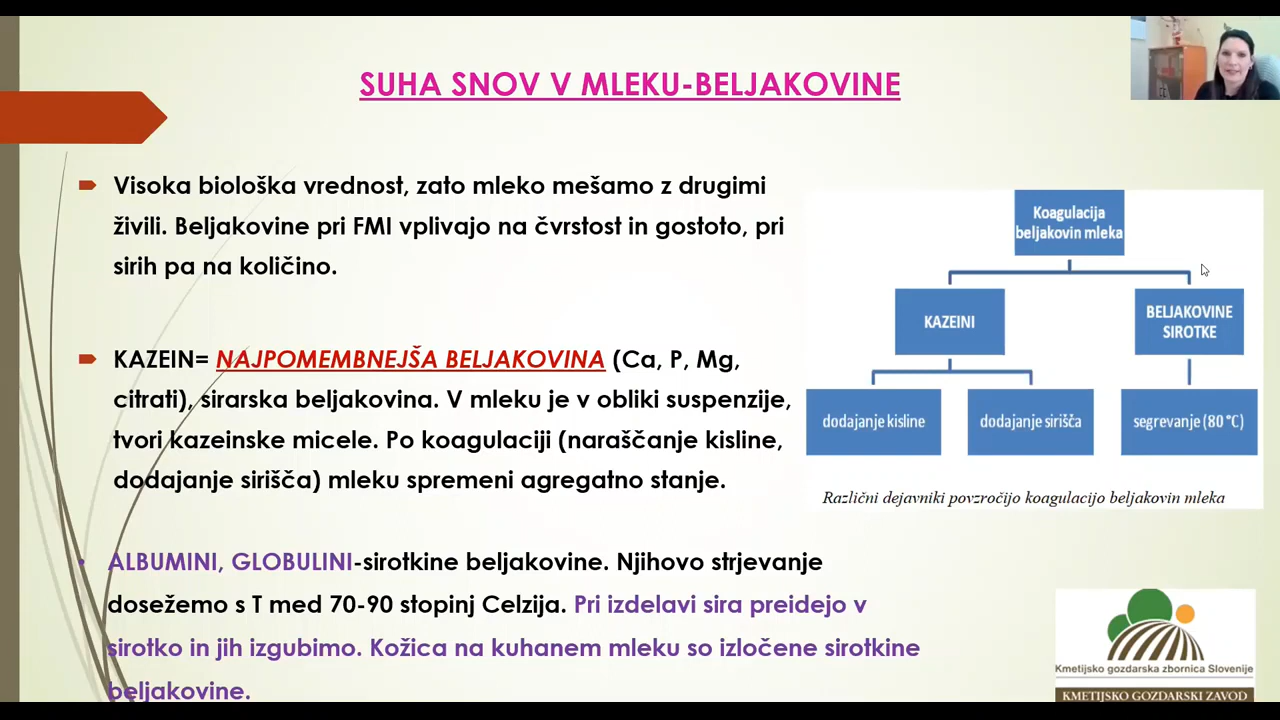 SUHA SNOV V MLEKU-BELJAKOVINE
Visoka biološka vrednost, zato mleko mešamo z drugimi
živili. Beljakovine pri FMI vplivajo na čvrstost in gostoto, pri
sirih pa na količino.
KAZEIN= NAJPOMEMBNEJŠA BELJAKOVINA (Ca, P, Mg,
citrati), sirarska beljakovina. V mleku je v obliki suspenzije,
tvori kazeinske micele. Po koagulaciji (naraščanje kisline,
dodajanje sirišča) mleku spremeni agregatno stanje.
ALBUMINI, GLOBULINI-sirotkine beljakovine. Njihovo strjevanje
dosežemo s T med 70-90 stopinj Celzija. Pri izdelavi sira preidejo v
sirotko in jih izgubimo. Kožica na kuhanem mleku so izločene sirotkine
beljakovine.
Koagulacija
beljakovin mleka
KAZEINI
BELJAKOVINE
SIROTKE
dodajanje kisline
dodajanje sirišča
segrevanje (80 °C)
Različni dejavniki povzročijo koagulacijo beljakovin mleka
Kmetijsko gozdarska zbornica Slovenije
KMETIJSKO GOZDARSKI ZAVOD